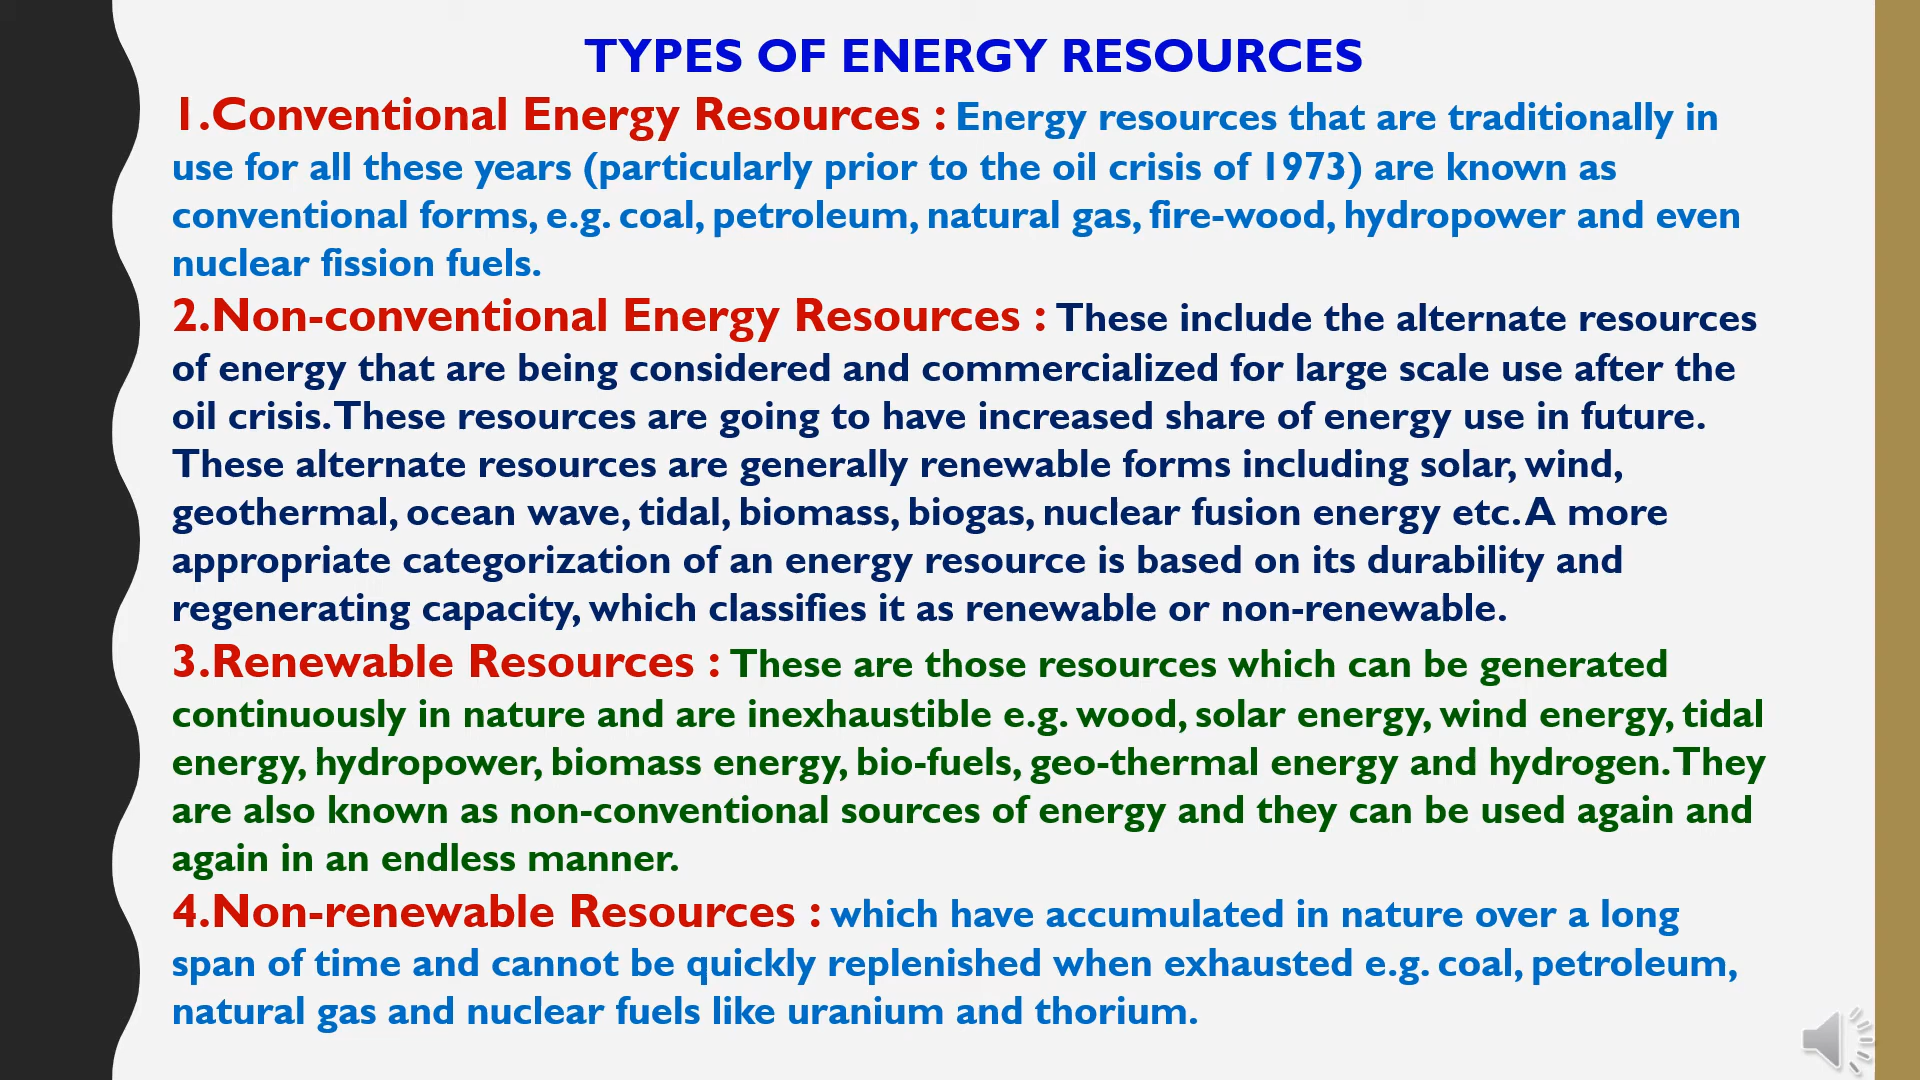 TYPES OF ENERGY RESOURCES
1.Conventional Energy Resources : Energy resources that are traditionally in
use for all these years (particularly prior to the oil crisis of 1973) are known as
conventional forms, e.g. coal, petroleum, natural gas, fire-wood, hydropower and even
nuclear fission fuels.
2.Non-conventional Energy Resources : These include the alternate resources
of energy that are being considered and commercialized for large scale use after the
oil crisis. These resources are going to have increased share of energy use in future.
These alternate resources are generally renewable forms including solar, wind,
geothermal, ocean wave, tidal, biomass, biogas, nuclear fusion energy etc. A more
appropriate categorization of an energy resource is based on its durability and
regenerating capacity, which classifies it as renewable or non-renewable.
3.Renewable Resources : These are those resources which can be generated
continuously in nature and are inexhaustible e.g. wood, solar energy, wind energy, tidal
energy, hydropower, biomass energy, bio-fuels, geo-thermal energy and hydrogen. They
are also known as non-conventional sources of energy and they can be used again and
again in an endless manner.
4.Non-renewable Resources : which have accumulated in nature over a long
span of time and cannot be quickly replenished when exhausted e.g. coal, petroleum,
natural gas and nuclear fuels like uranium and thorium.